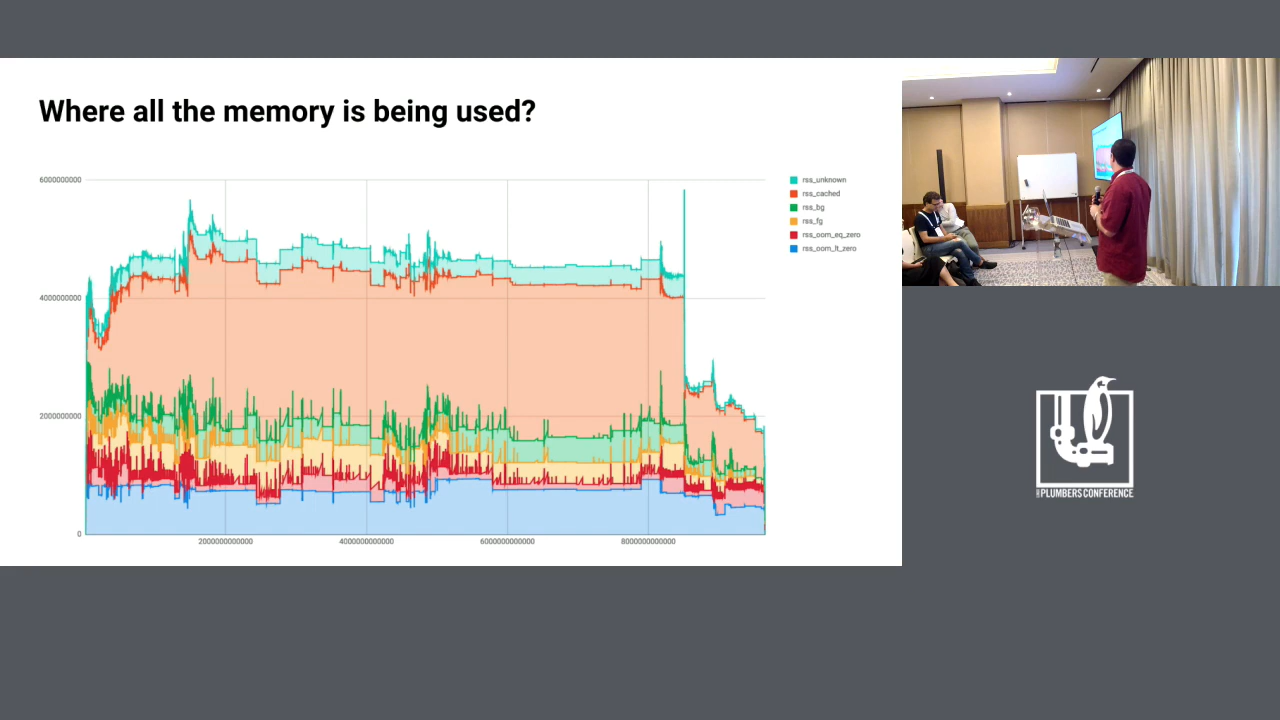 Where all the memory is being used?
6000000000
4000000000
2000000000
0
2000000000000
4000000000000
6000000000000
8000000000000
rss_unknown
rss_cached
rss_bg
rss_fg
rss_oom_eq_zero
rss_oom_lt_zero
PLUMBERS CONFERENCE